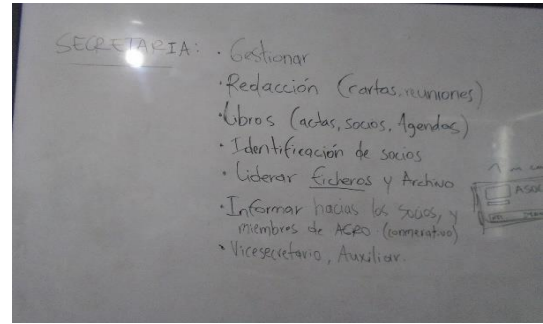 SECRETARIA: · Gestionar
· Redacción (cartas, reuniones)
· Libros (actas, socios, Agendas)
· Identificación de socios
· Liderar ficheros y Archivo
· Informar hacias los socios, y
miembros de ACRO
· Vicesecretario, Auxiliar.
ASOC